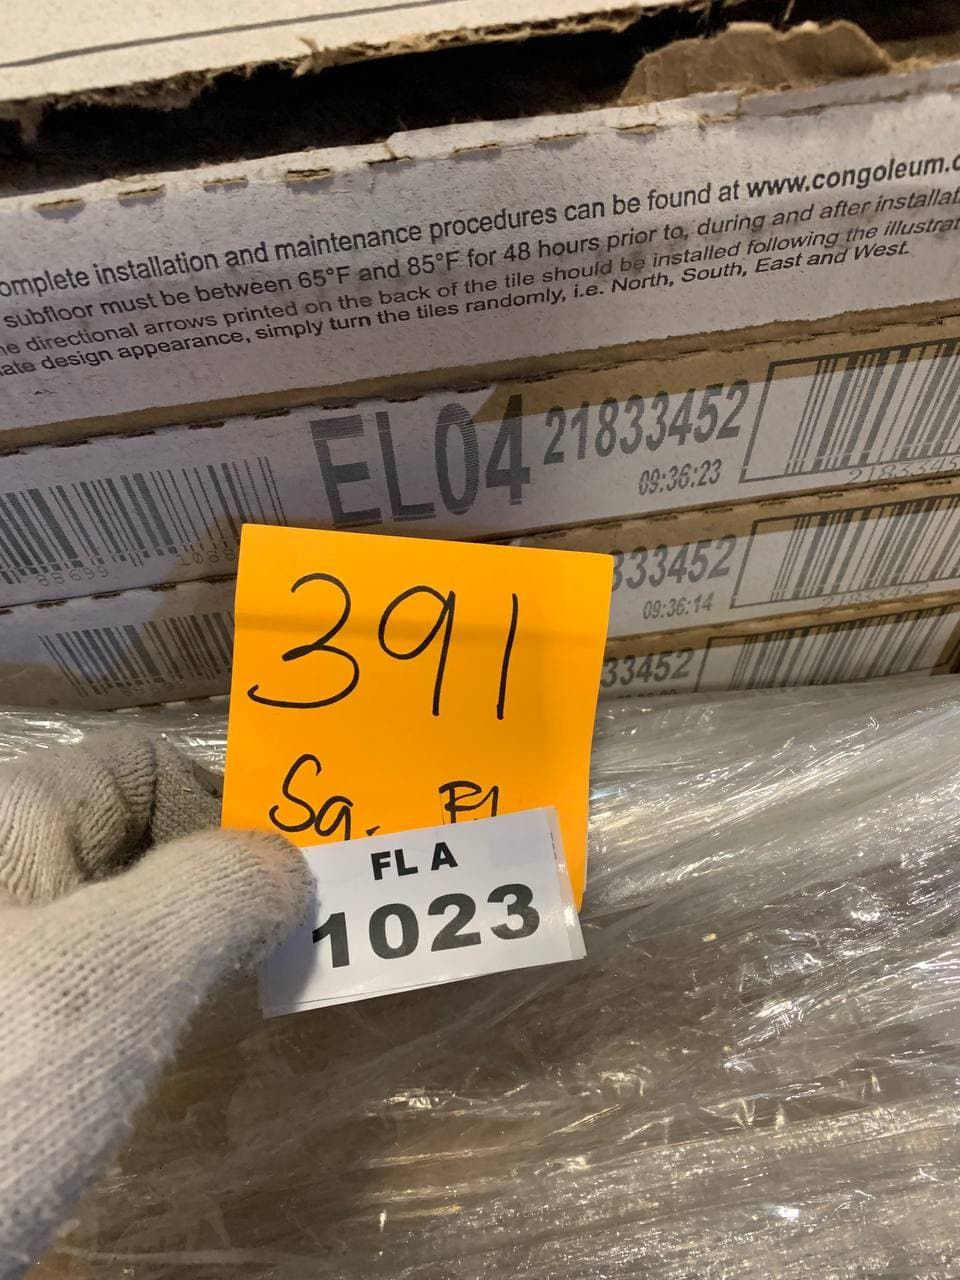 omplete installation and maintenance procedures can be found at www.congoleum.c
subfloor must be between 65°F and 85°F for 48 hours prior to, during and after installat
he directional arrows printed on the back of the tile should be installed following the illustrat
ate design appearance, simply turn the tiles randomly, i.e. North, South, East and West.
EL04 21833452
09:36:23
333452
09:36:14
33452
391
Sq. Ft
FL A
1023